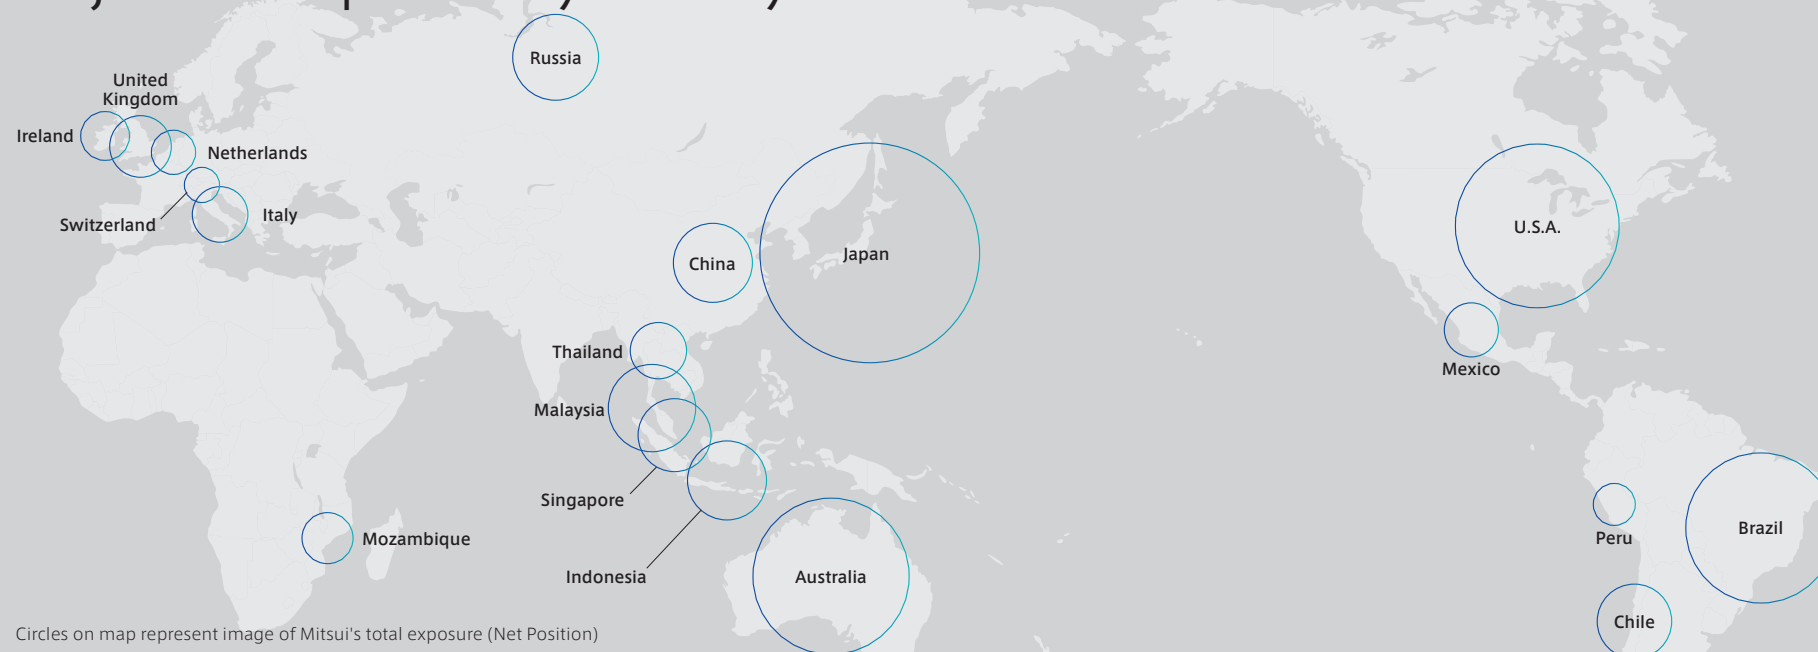 Russia
United
Kingdom
Ireland
Netherlands
Switzerland
Italy
China
Japan
U.S.A.
Thailand
Mexico
Malaysia
Singapore
Peru
Brazil
Mozambique
Indonesia
Australia
Chile
Circles on map represent image of Mitsui's total exposure (Net Position)